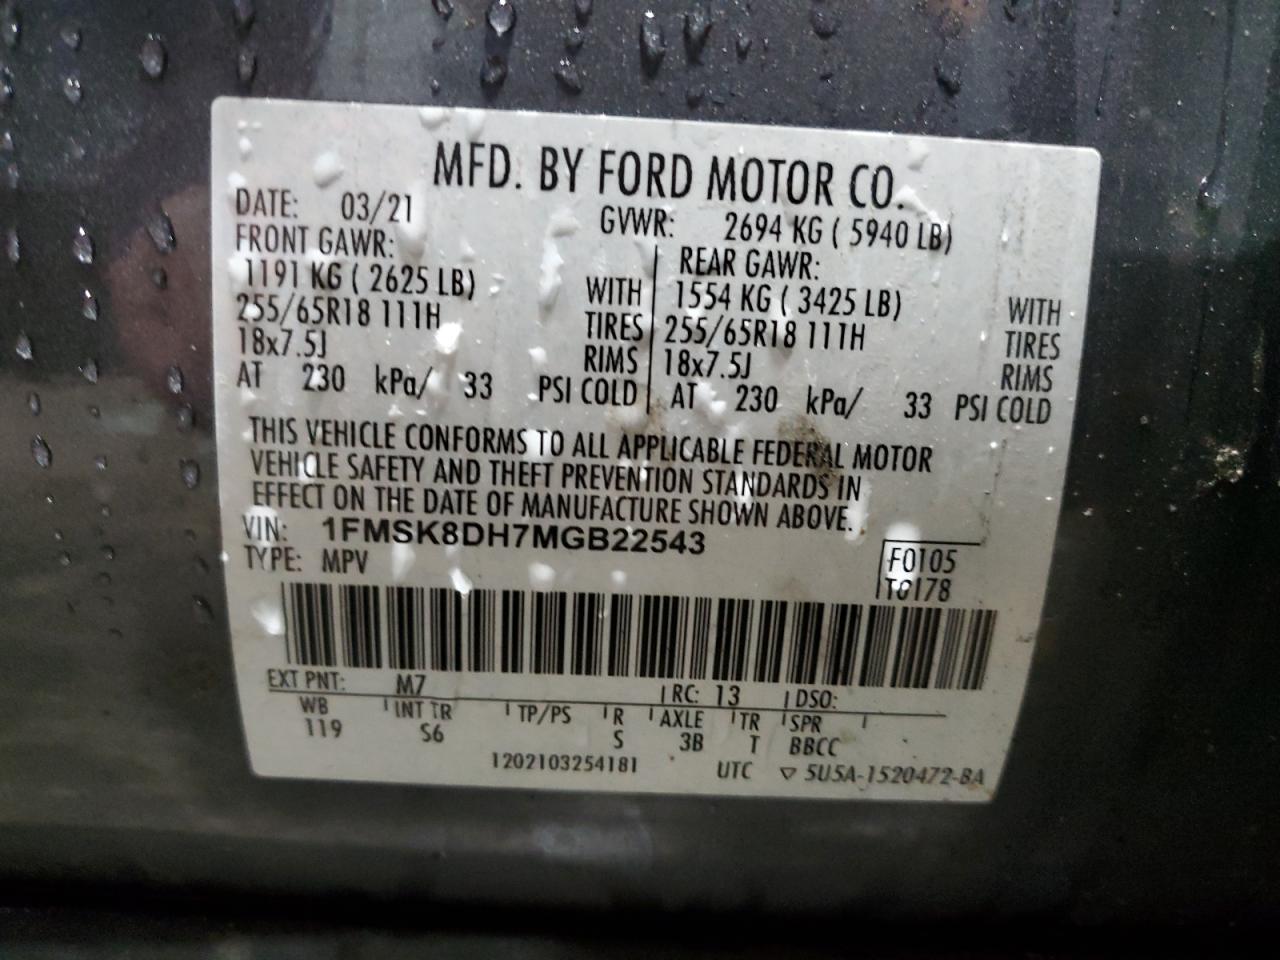 MFD. BY FORD MOTOR CO.
DATE: 03/21 GVWR: 2694 KG ( 5940 LB)
FRONT GAWR: REAR GAWR:
1191 KG ( 2625 LB) WITH 1554 KG ( 3425 LB) WITH
255/65R18 111H TIRES 255/65R18 111H TIRES
18x7.5J RIMS 18x7.5J RIMS
AT 230 kPa/ 33 PSI COLD AT 230 kPa/ 33 PSI COLD
THIS VEHICLE CONFORMS TO ALL APPLICABLE FEDERAL MOTOR
VEHICLE SAFETY AND THEFT PREVENTION STANDARDS IN
EFFECT ON THE DATE OF MANUFACTURE SHOWN ABOVE.
VIN: 1FMSK8DH7MGB22543
TYPE: MPV
F0105
T0178
EXT PNT: M7 RC: 13 DSO:
WB INT TR TP/PS R AXLE TR SPR
119 S6 S 3B T BBCC
1202103254181 UTC ▽ 5U5A-1520472-BA